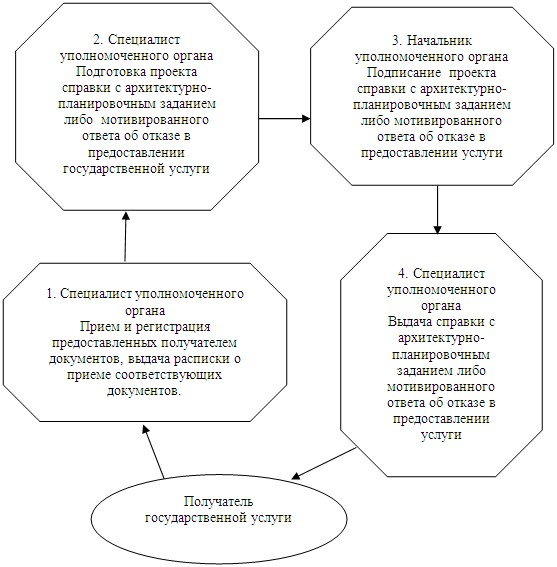 2. Специалист
уполномоченного органа
Подготовка проекта
справки с архитектурно-
планировочным заданием
либо мотивированного
ответа об отказе в
предоставлении
государственной услуги
3. Начальник
уполномоченного органа
Подписание проекта
справки с архитектурно-
планировочным заданием
либо мотивированного
ответа об отказе в
предоставлении услуги
1. Специалист уполномоченного
органа
Прием и регистрация
предоставленных получателем
документов, выдача расписки о
приеме соответствующих
документов.
4. Специалист
уполномоченного
органа
Выдача справки с
архитектурно-
планировочным
заданием либо
мотивированного
ответа об отказе в
предоставлении
услуги
Получатель
государственной услуги